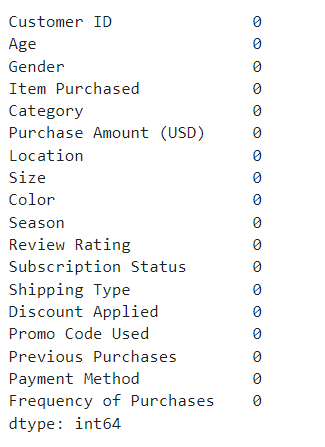 Customer ID 0
Age 0
Gender 0
Item Purchased 0
Category 0
Purchase Amount (USD) 0
Location 0
Size 0
Color 0
Season 0
Review Rating 0
Subscription Status 0
Shipping Type 0
Discount Applied 0
Promo Code Used 0
Previous Purchases 0
Payment Method 0
Frequency of Purchases 0
dtype: int64